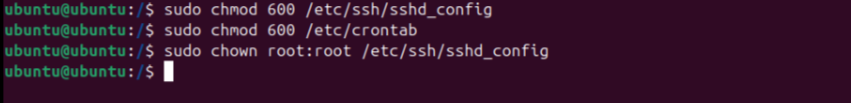 ubuntu@ubuntu:/$ sudo chmod 600 /etc/ssh/sshd_config
ubuntu@ubuntu:/$ sudo chmod 600 /etc/crontab
ubuntu@ubuntu:/$ sudo chown root:root /etc/ssh/sshd_config
ubuntu@ubuntu:/$